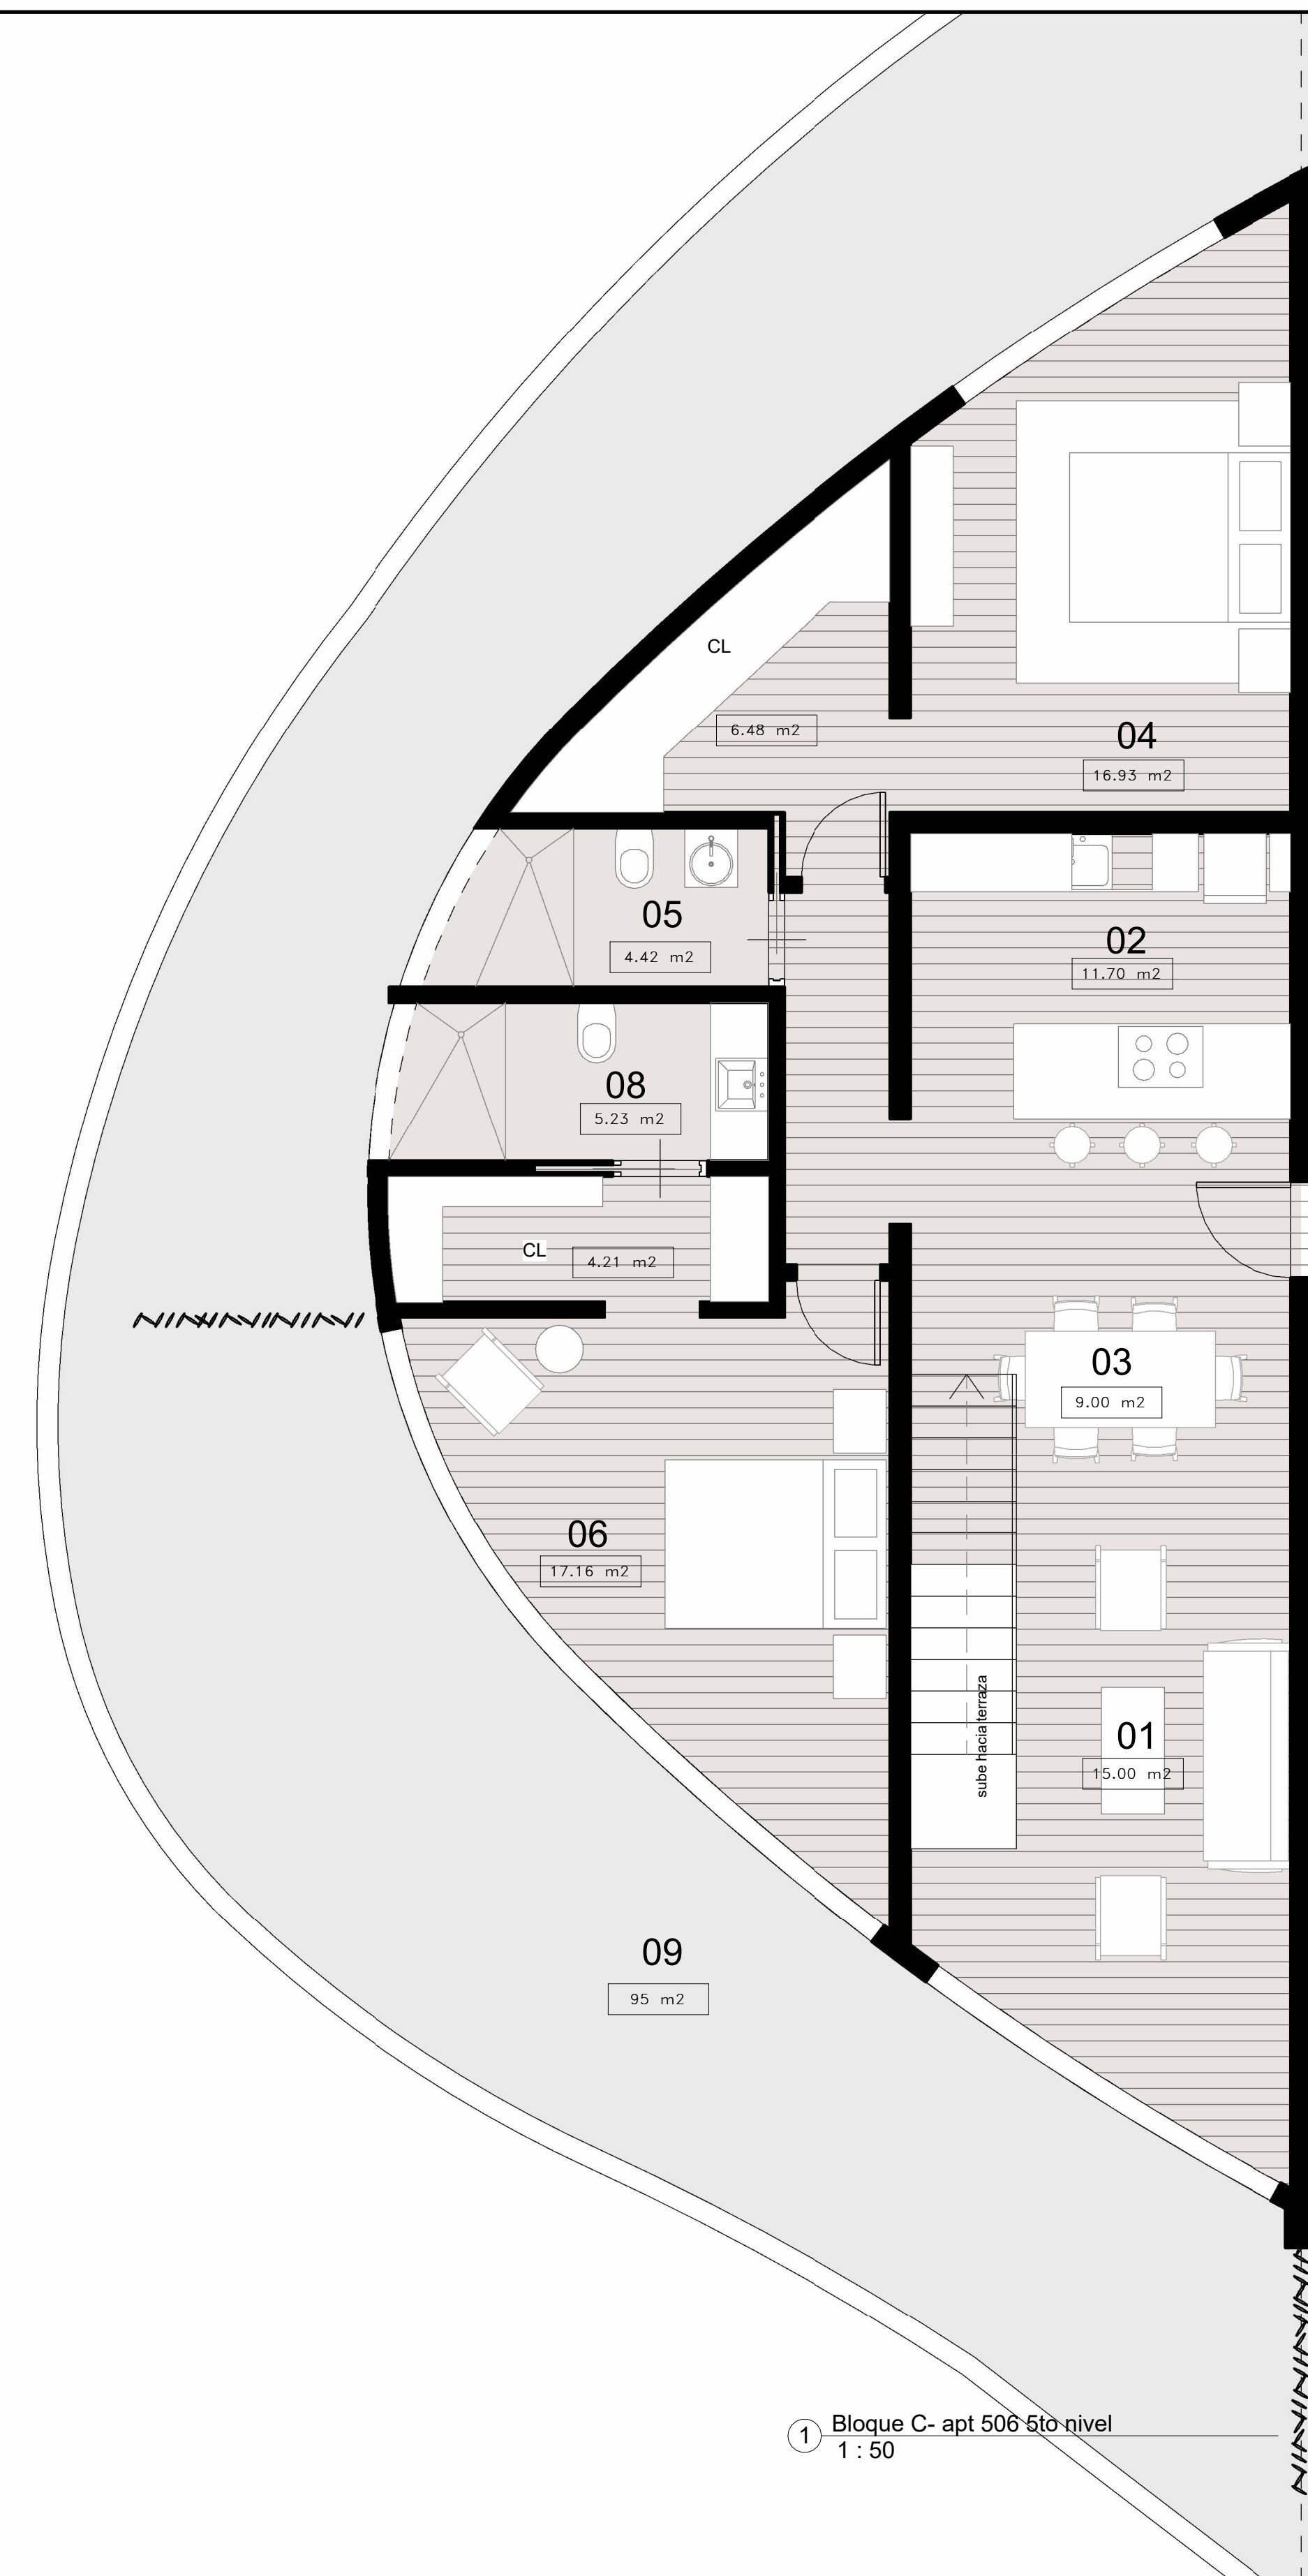 CL
6.48 m2
04
16.93 m2
05
4.42 m2
02
11.70 m2
08
5.23 m2
CL
4.21 m2
03
9.00 m2
06
17.16 m2
sube hacia terraza
01
15.00 m2
09
95 m2
1
Bloque C- apt 506 5to nivel
1 : 50